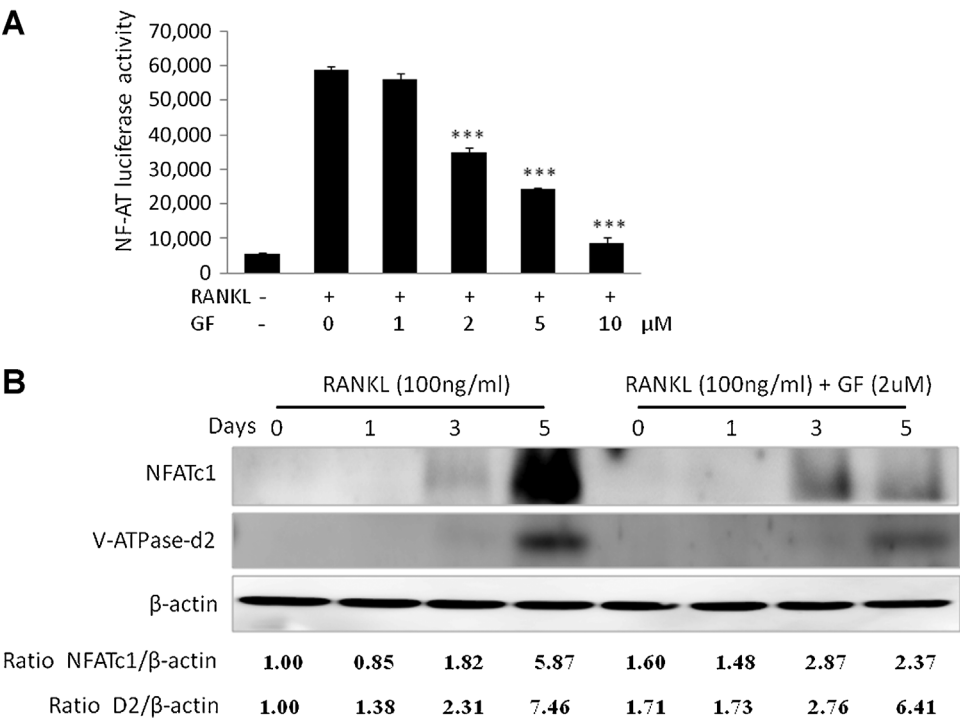 A
NF-AT luciferase activity
70,000
60,000
50,000
40,000
30,000
20,000
10,000
0
***
***
***
RANKL - + + + + +
GF - 0 1 2 5 10 μM
B
RANKL (100ng/ml) RANKL (100ng/ml) + GF (2uM)
Days 0 1 3 5 0 1 3 5
NFATc1
V-ATPase-d2
β-actin
Ratio NFATc1/β-actin 1.00 0.85 1.82 5.87 1.60 1.48 2.87 2.37
Ratio D2/β-actin 1.00 1.38 2.31 7.46 1.71 1.73 2.76 6.41